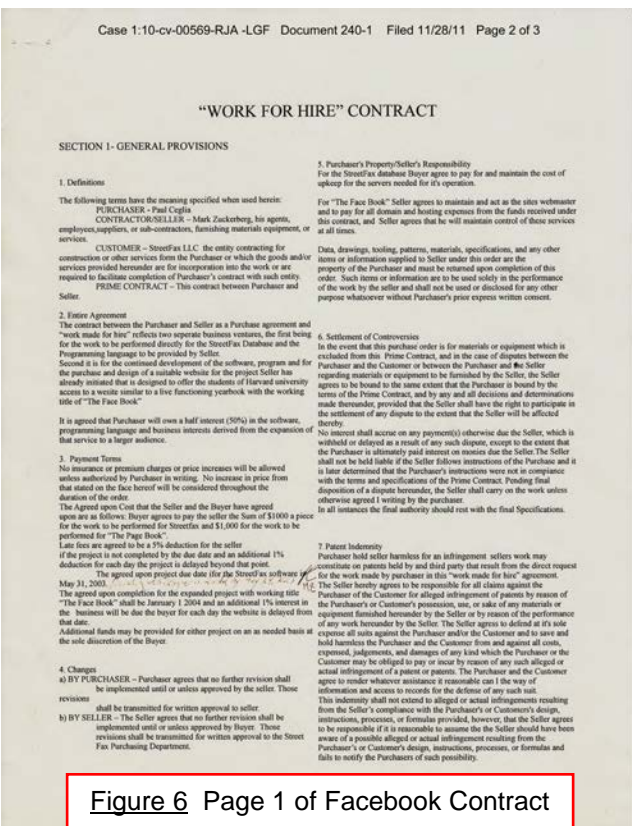 Case 1:10-cv-00569-RJA -LGF Document 240-1 Filed 11/28/11 Page 2 of 3
“WORK FOR HIRE” CONTRACT
SECTION 1- GENERAL PROVISIONS
1. Definitions
The following terms have the meaning specified when used herein:
PURCHASER - Paul Ceglia
CONTRACTOR/SELLER – Mark Zuckerberg, his agents,
employees,suppliers, or sub-contractors, furnishing materials equipment, or
services.
CUSTOMER – StreetFax LLC the entity contracting for
construction or other services form the Purchaser or which the goods and/or
services provided hereunder are for incorporation into the work or are
required to facilitate completion of Purchaser's contract with such entity.
PRIME CONTRACT – This contract between Purchaser and
Seller.
2. Entire Agreement
The contract between the Purchaser and Seller as a Purchase agreement and
"work made for hire" reflects two seperate business ventures, the first being
for the work to be performed directly for the StreetFax Database and the
Programming language to be provided by Seller.
Second it is for the continued development of the software, program and for
the purchase and design of a suitable website for the project Seller has
already initiated that is designed to offer the students of Harvard university
access to a wesite similar to a live functioning yearbook with the working
title of "The Face Book"
It is agreed that Purchaser will own a half interest (50%) in the software,
programming language and business interests derived from the expansion of
that service to a larger audience.
3. Payment Terms
No insurance or premium charges or price increases will be allowed
unless authorized by Purchaser in writing. No increase in price from
that stated on the face hereof will be considered throughout the
duration of the order.
The Agreed upon Cost that the Seller and the Buyer have agreed
upon are as follows: Buyer agrees to pay the seller the Sum of $1000 a piece
for the work to be performed for Streetfax and $1,000 for the work to be
performed for "The Page Book".
Late fees are agreed to be a 5% deduction for the seller
if the project is not completed by the due date and an additional 1%
deduction for each day the project is delayed beyond that point.
The agreed upon project due date (for the StreetFax software is
May 31, 2003.
The agreed upon completion for the expanded project with working title
"The Face Book" shall be January 1 2004 and an additional 1% interest in
the business will be due the buyer for each day the website is delayed from
that date.
Additional funds may be provided for either project on an as needed basis at
the sole discretion of the Buyer.
4. Changes
a) BY PURCHASER – Purchaser agrees that no further revision shall
be implemented until or unless approved by the seller. Those
revisions
shall be transmitted for written approval to seller.
b) BY SELLER – The Seller agrees that no further revision shall be
implemented until or unless approved by Buyer. Those
revisions shall be transmitted for written approval to the Street
Fax Purchasing Department.
5. Purchaser's Property/Seller's Responsibility
For the StreetFax database Buyer agree to pay for and maintain the cost of
upkeep for the servers needed for it's operation.
For "The Face Book" Seller agrees to maintain and act as the sites webmaster
and to pay for all domain and hosting expenses from the funds received under
this contract, and Seller agrees that he will maintain control of these services
at all times.
Data, drawings, tooling, patterns, materials, specifications, and any other
items or information supplied to Seller under this order are the
property of the Purchaser and must be returned upon completion of this
order. Such items or information are to be used solely in the performance
of the work by the seller and shall not be used or disclosed for any other
purpose whatsoever without Purchaser's prior express written consent.
6. Settlement of Controversies
In the event that this purchase order is for materials or equipment which is
excluded from this Prime Contract, and in the case of disputes between the
Purchaser and the Customer or between the Purchaser and the Seller
regarding materials or equipment to be furnished by the Seller, the Seller
agrees to be bound to the same extent that the Purchaser is bound by the
terms of the Prime Contract, and by any and all decisions and determinations
made thereunder, provided that the Seller shall have the right to participate in
the settlement of any dispute to the extent that the Seller will be affected
thereby.
No interest shall accrue on any payment(s) otherwise due the Seller, which is
withheld or delayed as a result of any such dispute, except to the extent that
the Purchaser is ultimately paid interest on monies due the Seller.The Seller
shall not be held liable if the Seller follows instructions of the Purchase and it
is later determined that the Purchaser's instructions were not in compiance
with the terms and specifications of the Prime Contract. Pending final
disposition of a dispute hereunder, the Seller shall carry on the work unless
otherwise agreed I writing by the purchaser.
In all instances the final authority should rest with the final Specifications.
7 Patent Indemnity
Purchaser hold seller harmless for an infringement sellers work may
constitute on patents held by and third party that result from the direct request
for the work made by purchaser in this "work made for hire" agreement.
The Seller hereby agrees to be responsible for all claims against the
Purchaser of the Customer for alleged infringement of patents by reason of
the Purchaser's or Customer's possession, use, or sake of any materials or
equipment furnished hereunder by the Seller or by reason of the performance
of any work hereunder by the Seller. The Seller agrees to defend at it's sole
expense all suits against the Purchaser and/or the Customer and to save and
hold harmless the Purchaser and the Customer from and against all costs,
expensed, judgements, and damages of any kind which the Purchaser or the
Customer may be obliged to pay or incur by reason of any such alleged or
actual infringement of a patent or patents. The Purchaser and the Customer
agree to render whatever assistance it reasonable can I the way of
information and access to records for the defense of any such suit.
This indemnity shall not extend to alleged or actual infringements resulting
from the Seller's compliance with the Purchaser's or Customers's design,
instructions, processes, or formulas provided, however, that the Seller agrees
to be responsible if it is reasonable to assume the the Seller should have been
aware of a possible alleged or actual infringement resulting from the
Purchaser's or Customer's design, instructions, processes, or formulas and
fails to notify the Purchasers of such possibility.
Figure 6 Page 1 of Facebook Contract